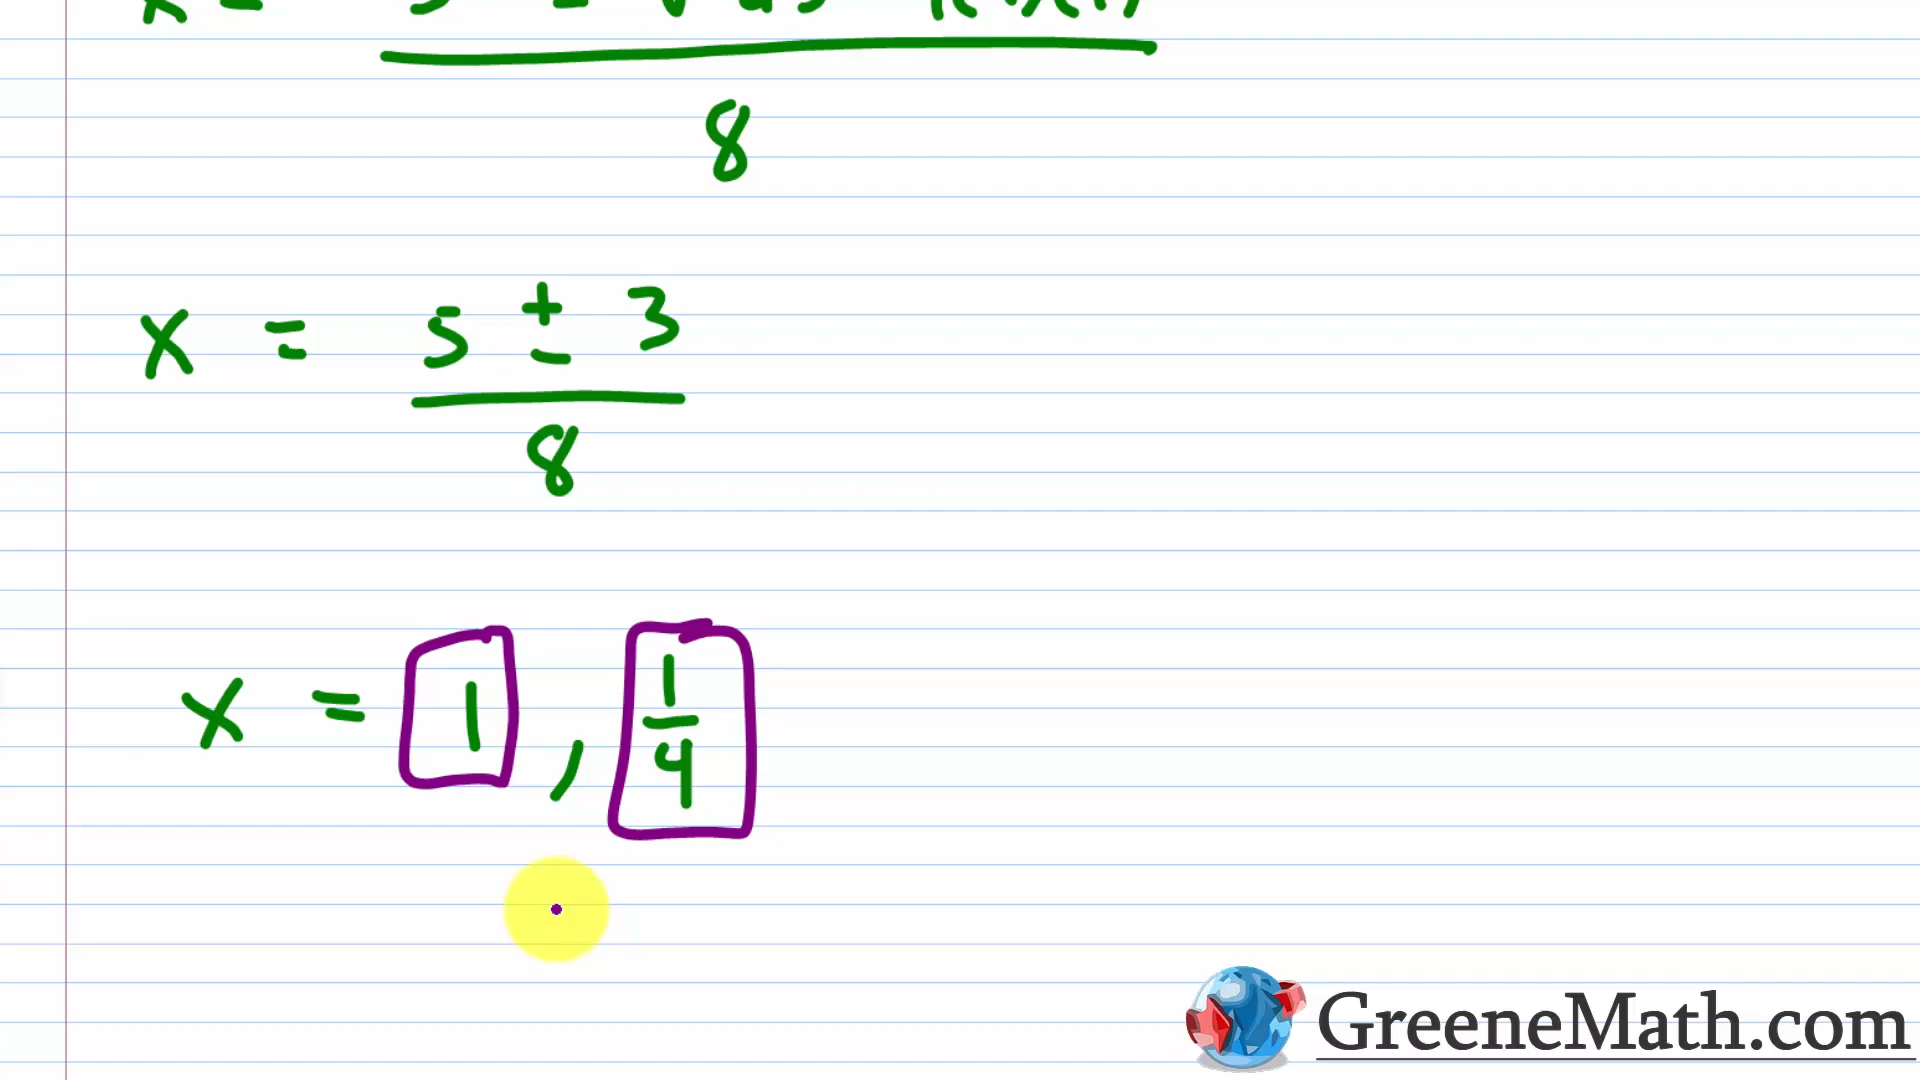 8
x = 5 ± 3
8
x = 1 , 1/4
GreeneMath.com